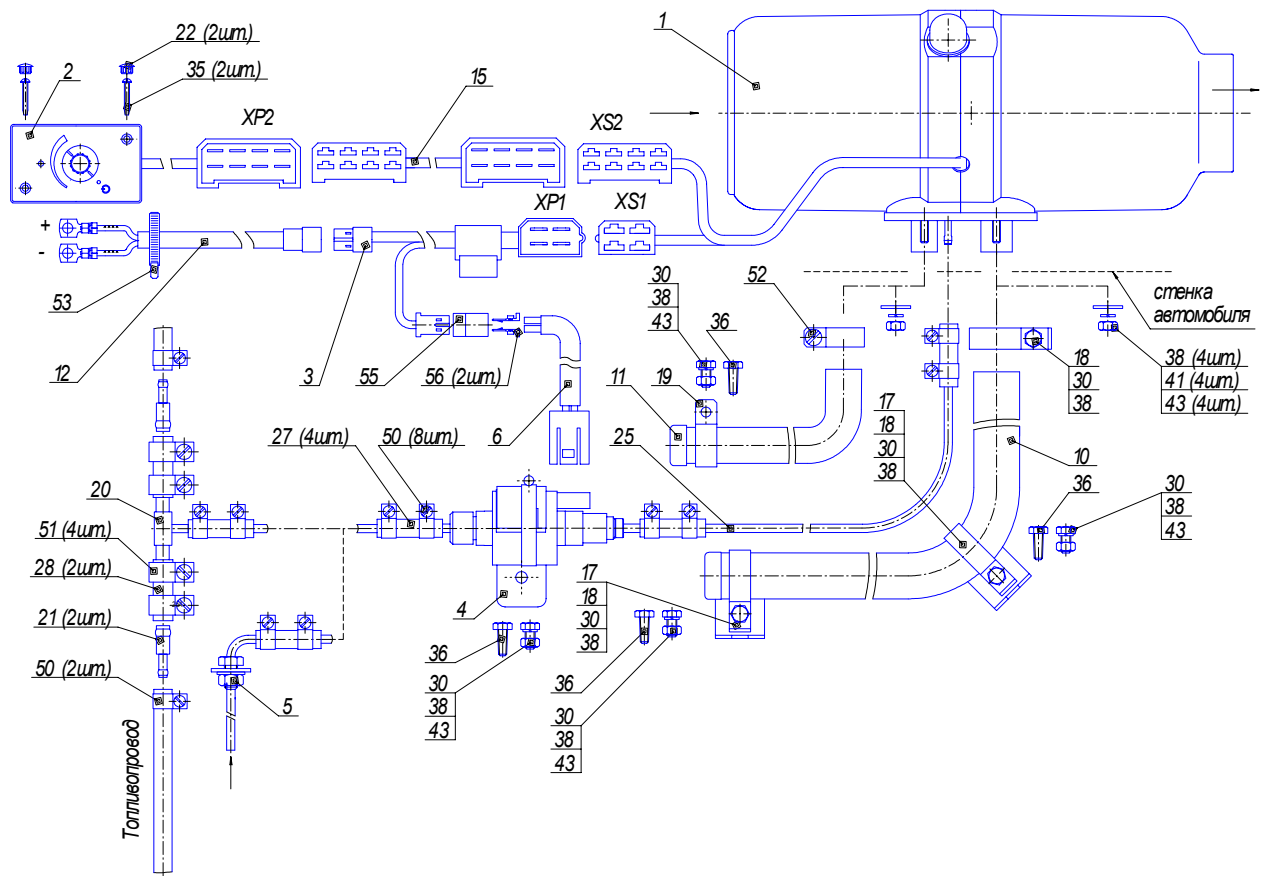 1
22 (2шт.)
2
35 (2шт.)
15
XP2
XS2
XP1
XS1
+
-
53
12
3
55
56 (2шт.)
6
30
38
43
36
52
стенка
автомобиля
18
30
38
38 (4шт.)
41 (4шт.)
43 (4шт.)
19
11
17
18
30
38
27 (4шт.)
50 (8шт.)
25
10
36
30
38
43
20
51 (4шт.)
28 (2шт.)
21 (2шт.)
50 (2шт.)
4
17
18
30
38
36
30
38
43
36
30
38
43
5
Топливопровод